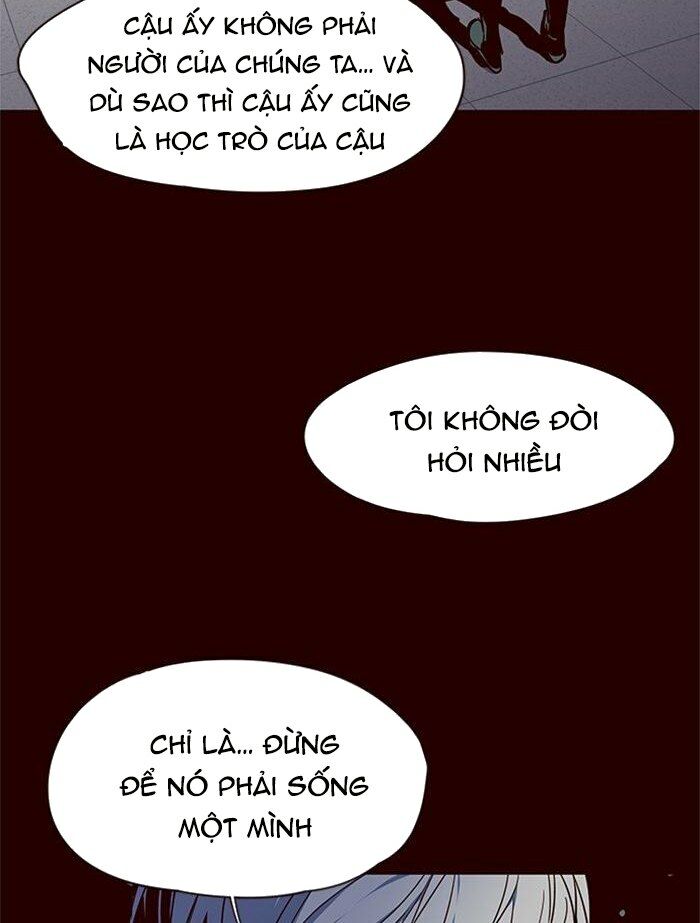 CẬU ẤY KHÔNG PHẢI
NGƯỜI CỦA CHÚNG TA... VÀ
DÙ SAO THÌ CẬU ẤY CŨNG
LÀ HỌC TRÒ CỦA CẬU
TÔI KHÔNG ĐÒI
HỎI NHIỀU
CHỈ LÀ... ĐỪNG
ĐỂ NÓ PHẢI SỐNG
MỘT MÌNH